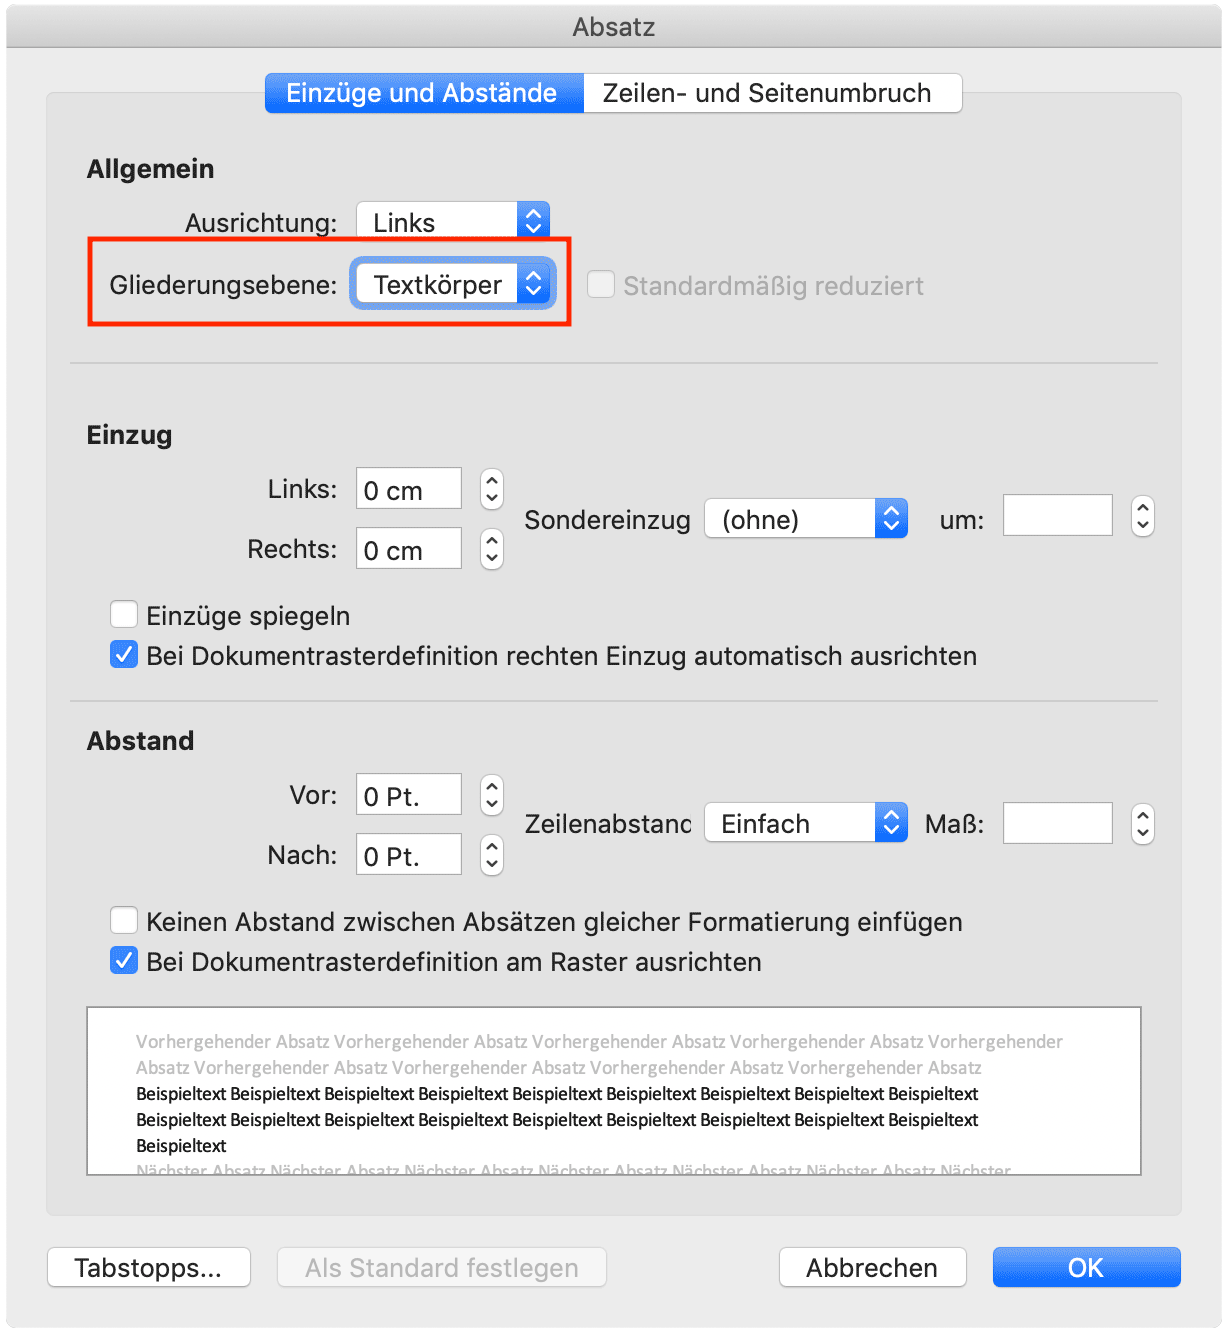 Absatz
Einzüge und Abstände Zeilen- und Seitenumbruch
Allgemein
Ausrichtung: Links
Gliederungsebene: Textkörper Standardmäßig reduziert
Einzug
Links: 0 cm
Sondereinzug (ohne) um:
Rechts: 0 cm
Einzüge spiegeln
Bei Dokumentrasterdefinition rechten Einzug automatisch ausrichten
Abstand
Vor: 0 Pt.
Zeilenabstand Einfach Maß:
Nach: 0 Pt.
Keinen Abstand zwischen Absätzen gleicher Formatierung einfügen
Bei Dokumentrasterdefinition am Raster ausrichten
Vorhergehender Absatz Vorhergehender Absatz Vorhergehender Absatz Vorhergehender Absatz Vorhergehender
Absatz Vorhergehender Absatz Vorhergehender Absatz Vorhergehender Absatz Vorhergehender Absatz
Beispieltext Beispieltext Beispieltext Beispieltext Beispieltext Beispieltext Beispieltext Beispieltext Beispieltext
Beispieltext Beispieltext Beispieltext Beispieltext Beispieltext Beispieltext Beispieltext Beispieltext Beispieltext
Beispieltext
Nächster Absatz Nächster Absatz Nächster Absatz Nächster Absatz Nächster Absatz Nächster Absatz Nächster
Tabstopps... Als Standard festlegen Abbrechen OK